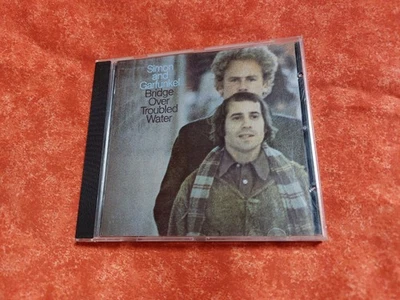 Simon
and
Garfunkel
Bridge
Over
Troubled
Water